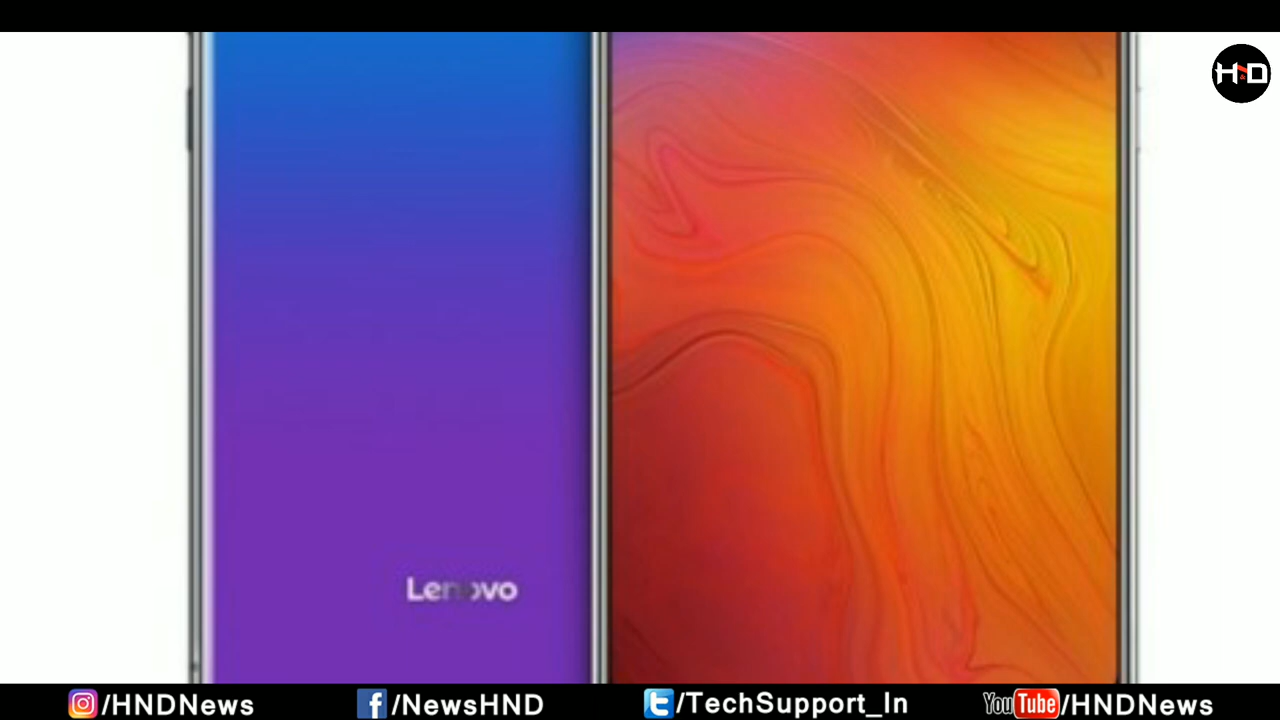 H&D
Lenovo
/HNDNews
/NewsHND
/TechSupport_In
YouTube/HNDNews